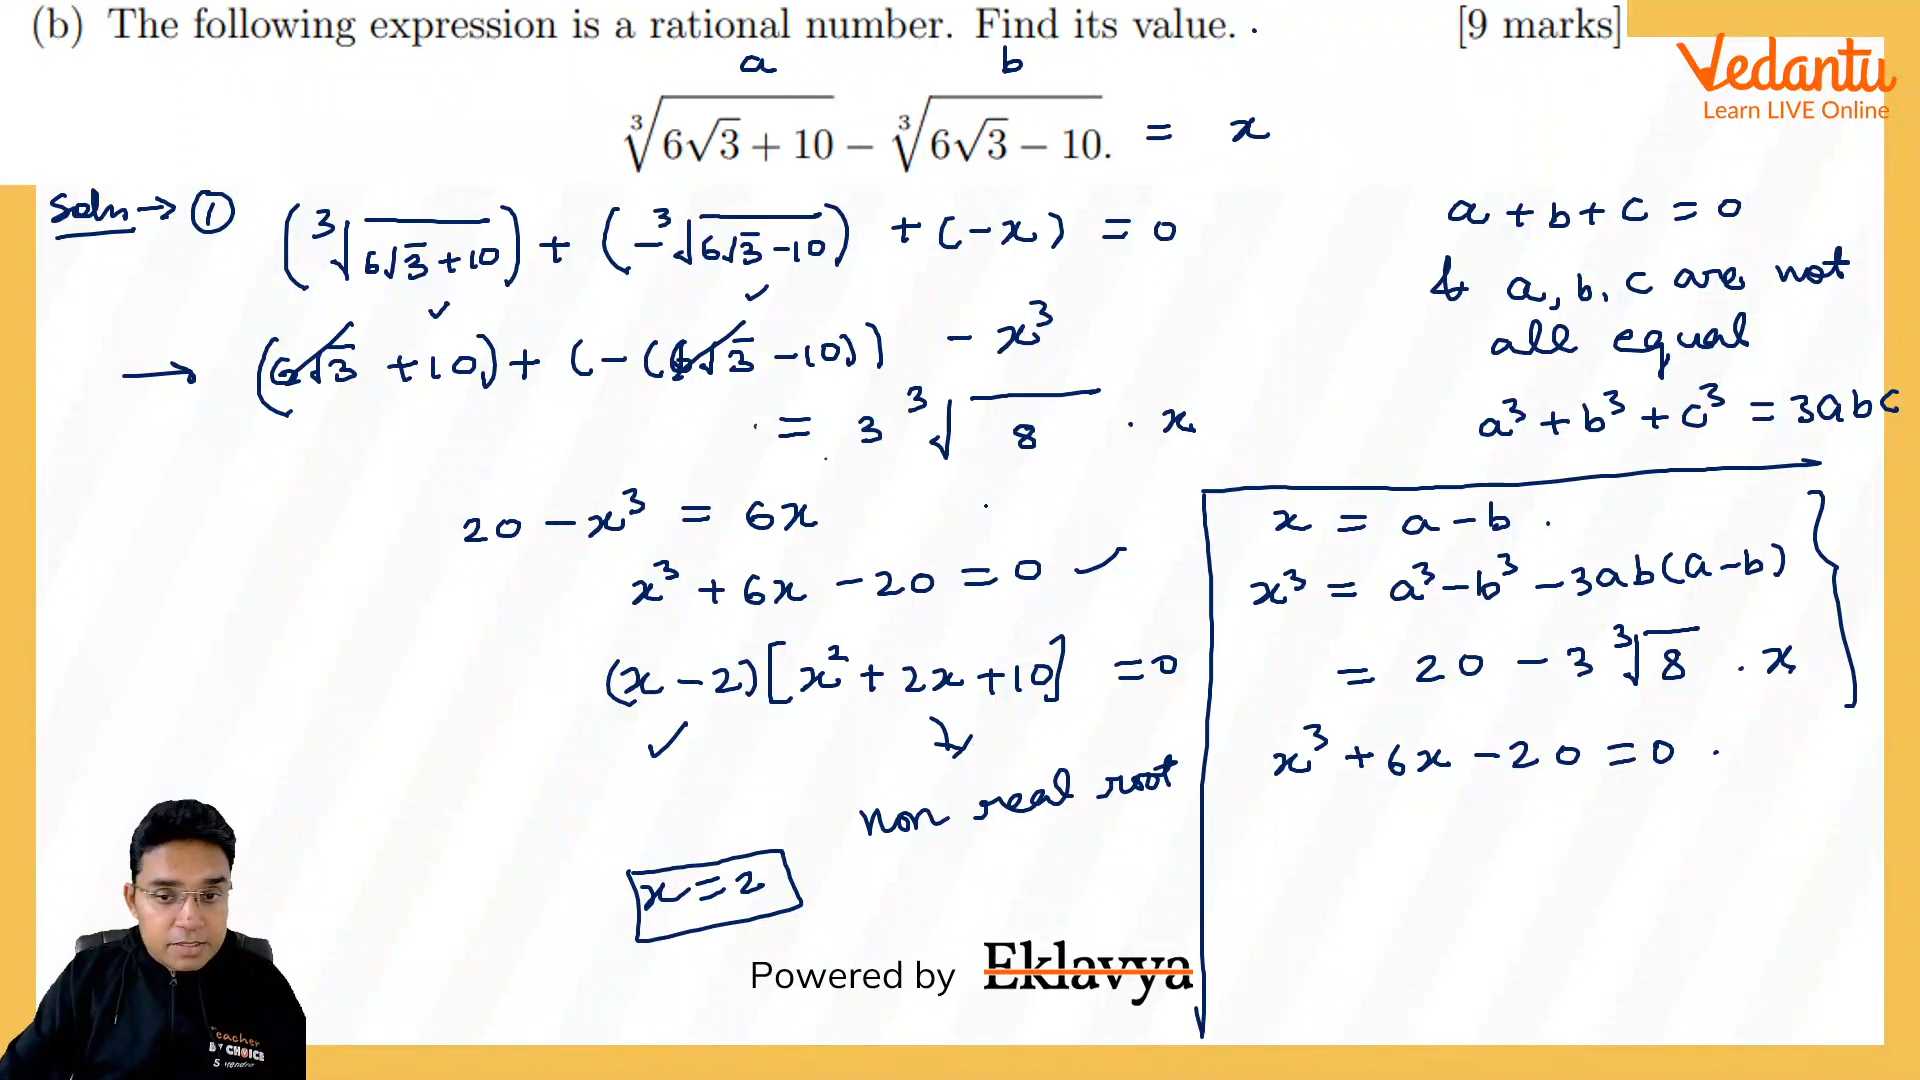 (b) The following expression is a rational number. Find its value. [9 marks]
a b
∛(6√3 + 10) − ∛(6√3 − 10). = x
Vedantu
Learn LIVE Online
Soln → ① (∛(6√3 + 10)) + (−∛(6√3 − 10)) + (−x) = 0
→ (6√3 + 10) + (−(6√3 − 10)) − x³
= 3 ∛8 · x
20 − x³ = 6x
x³ + 6x − 20 = 0 ✓
(x − 2)[x² + 2x + 10] = 0
✓
non real root
x = 2
a + b + c = 0
& a, b, c are not
all equal
a³ + b³ + c³ = 3abc
x = a − b.
x³ = a³ − b³ − 3ab(a − b)
= 20 − 3 ∛8 · x
x³ + 6x − 20 = 0.
Powered by Eklavya
Teacher
BY CHOICE